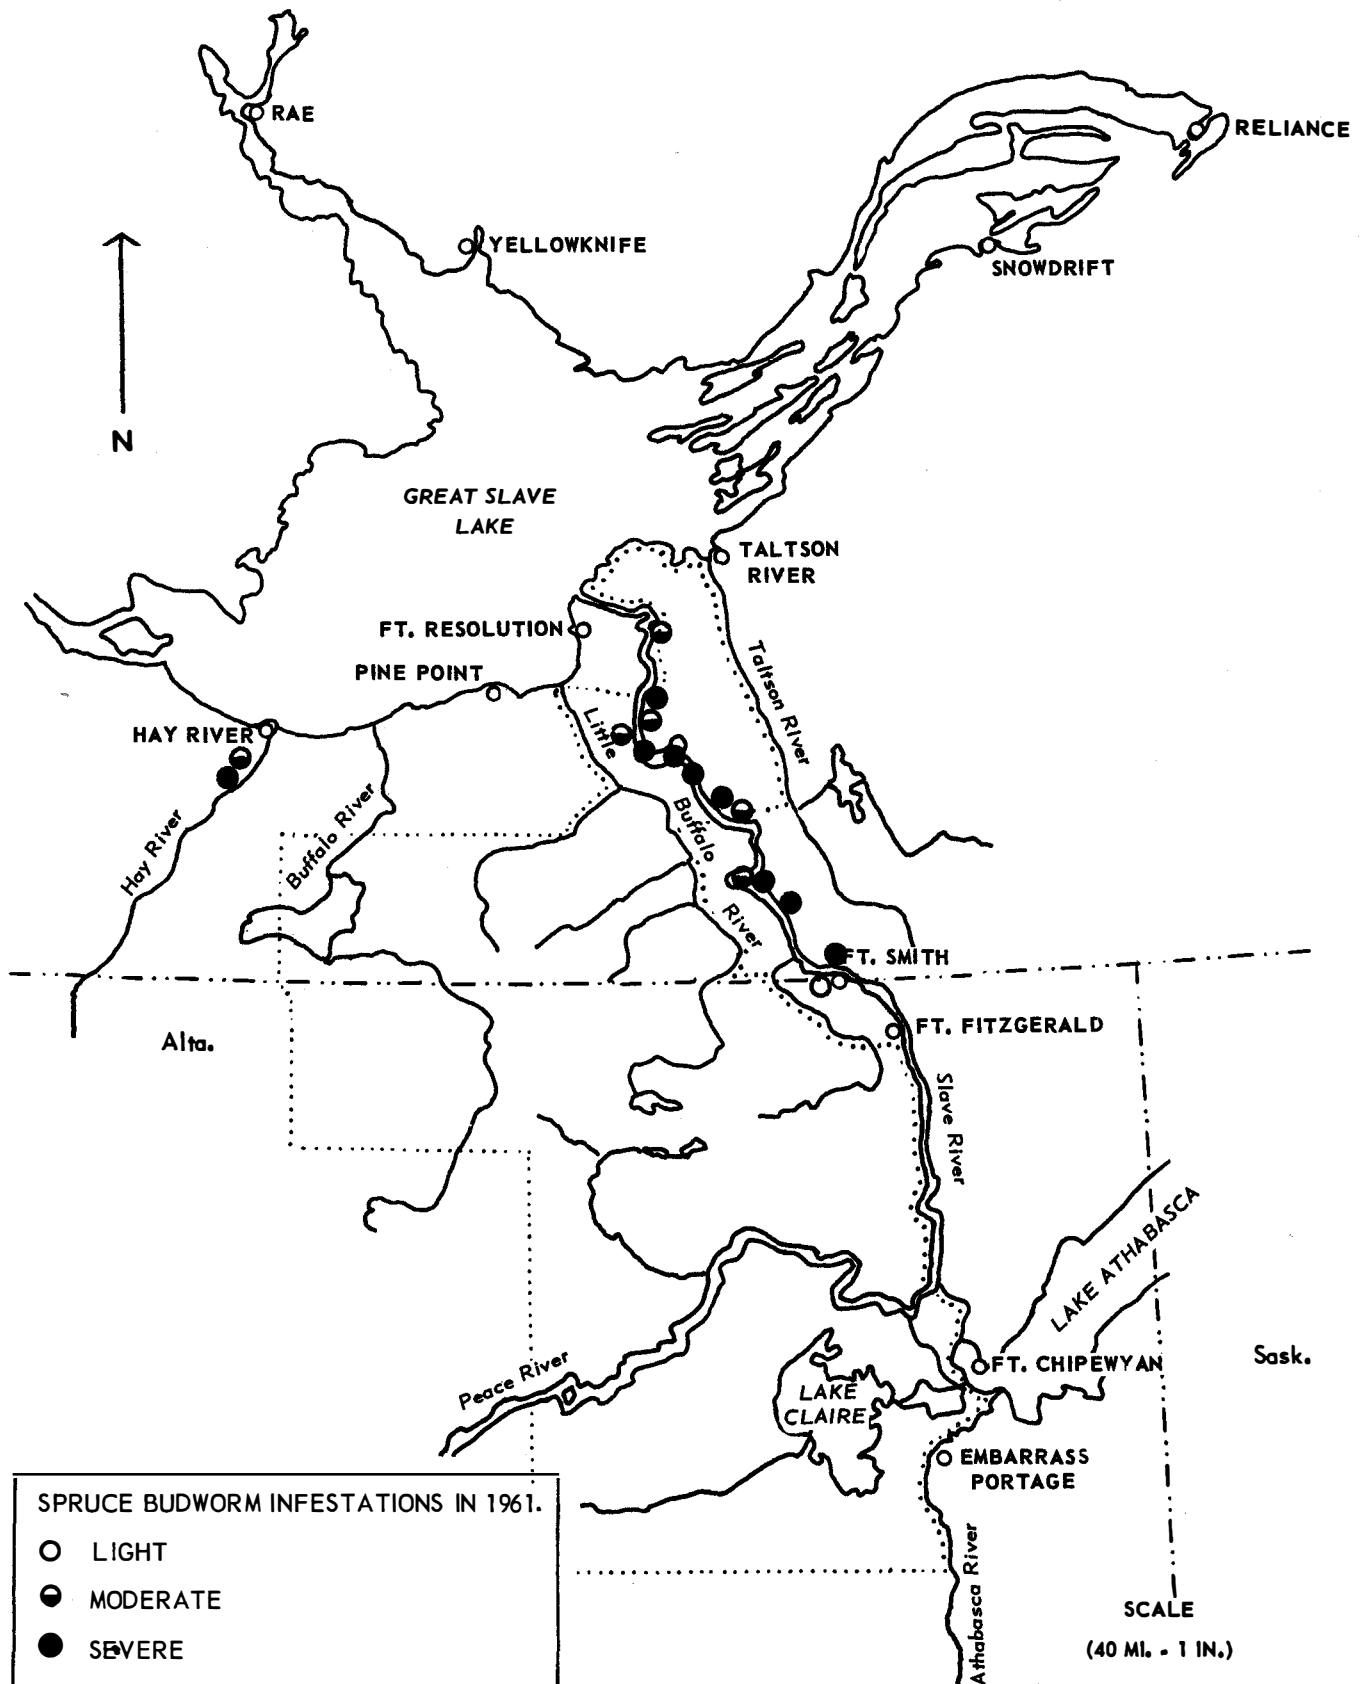 RAE
RELIANCE
YELLOWKNIFE
SNOWDRIFT
N
GREAT SLAVE
LAKE
TALTSON
RIVER
FT. RESOLUTION
PINE POINT
Taltson River
HAY RIVER
Little
Buffalo
River
Hay River
Buffalo River
FT. SMITH
Alta.
FT. FITZGERALD
Slave River
LAKE ATHABASCA
Peace River
FT. CHIPEWYAN
Sask.
LAKE
CLAIRE
EMBARRASS
PORTAGE
Athabasca River
SPRUCE BUDWORM INFESTATIONS IN 1961.
LIGHT
MODERATE
SEVERE
SCALE
(40 MI. - 1 IN.)